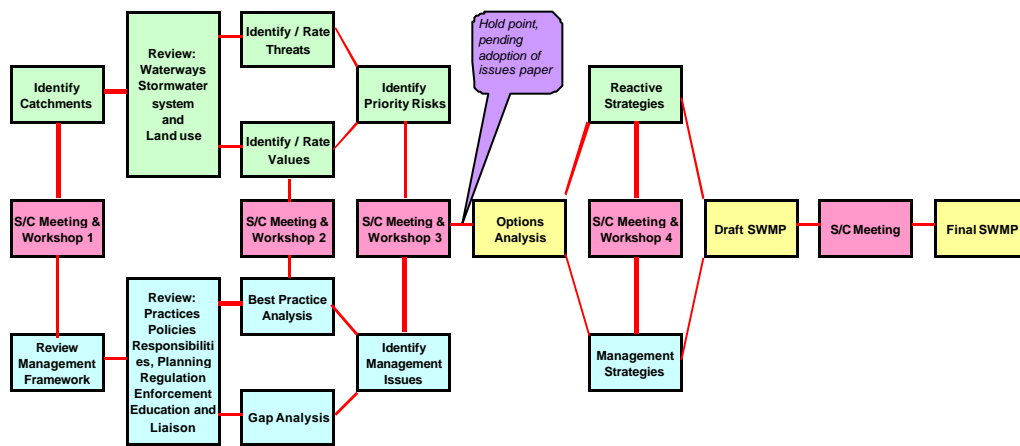 Identify
Catchments
Review:
Waterways
Stormwater
system
and
Land use
Identify / Rate
Threats
Identify / Rate
Values
Identify
Priority Risks
Hold point,
pending
adoption of
issues paper
Reactive
Strategies
S/C Meeting &
Workshop 1
S/C Meeting &
Workshop 2
S/C Meeting &
Workshop 3
Options
Analysis
S/C Meeting &
Workshop 4
Draft SWMP
S/C Meeting
Final SWMP
Review
Management
Framework
Review:
Practices
Policies
Responsibiliti
es, Planning
Regulation
Enforcement
Education and
Liaison
Best Practice
Analysis
Gap Analysis
Identify
Management
Issues
Management
Strategies